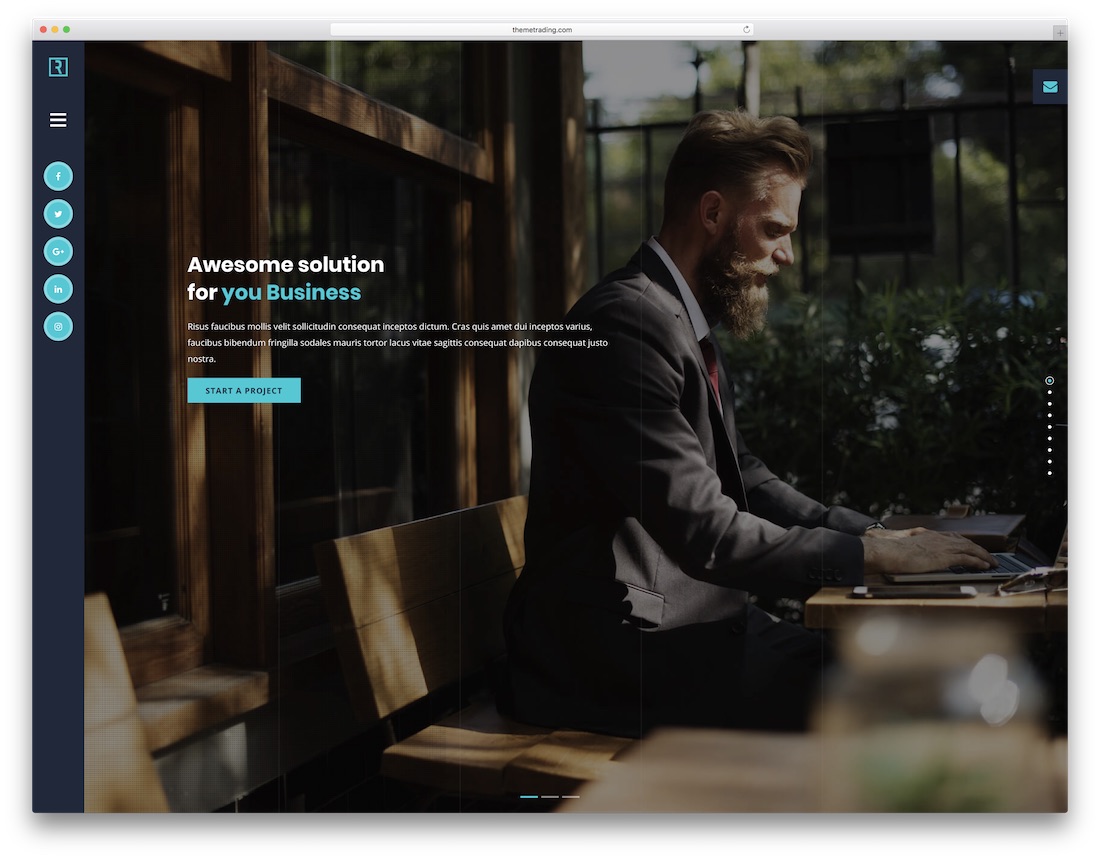 themetrading.com
R
Awesome solution
for you Business
Risus faucibus mollis velit sollicitudin consequat inceptos dictum. Cras quis amet dui inceptos varius,
faucibus bibendum fringilla sodales mauris tortor lacus vitae sagittis consequat dapibus consequat justo
nostra.
START A PROJECT
f
G+
in